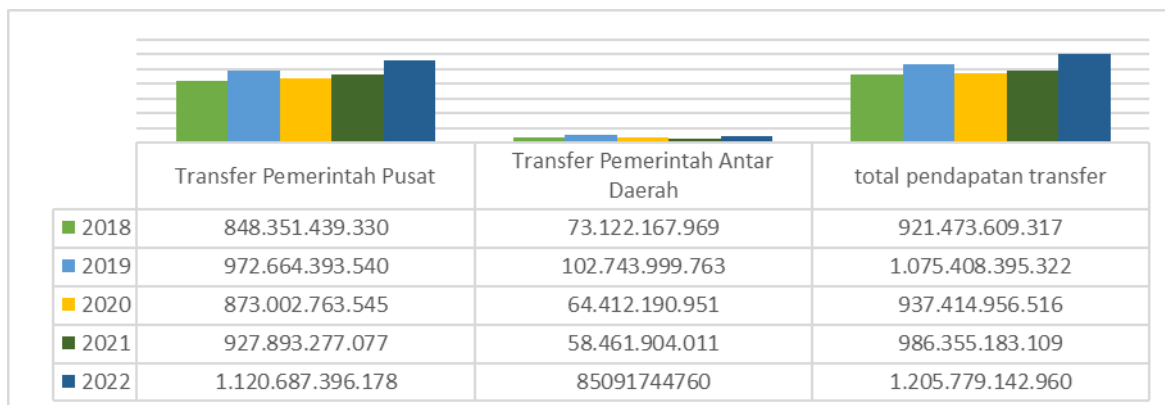 Transfer Pemerintah Pusat
Transfer Pemerintah Antar
Daerah
total pendapatan transfer
2018 848.351.439.330 73.122.167.969 921.473.609.317
2019 972.664.393.540 102.743.999.763 1.075.408.395.322
2020 873.002.763.545 64.412.190.951 937.414.956.516
2021 927.893.277.077 58.461.904.011 986.355.183.109
2022 1.120.687.396.178 85091744760 1.205.779.142.960